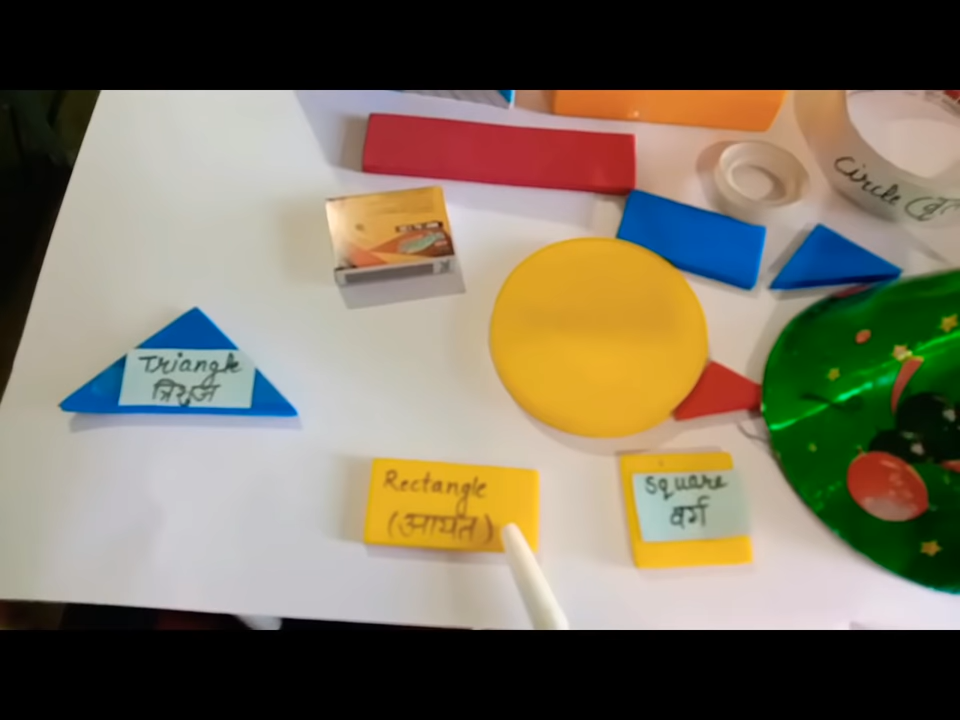 Circle (वृ
Triangle
त्रिभुज
Rectangle
(आयत)
Square
वर्ग